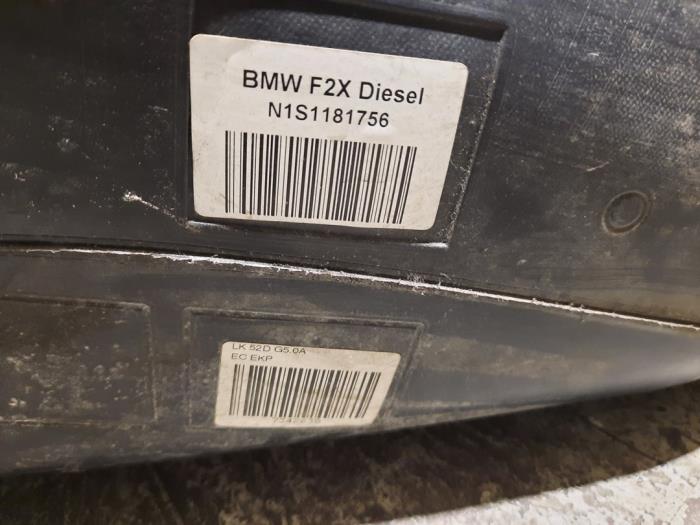 BMW F2X Diesel
N1S1181756
LK 52D G5.0A
EC EKP